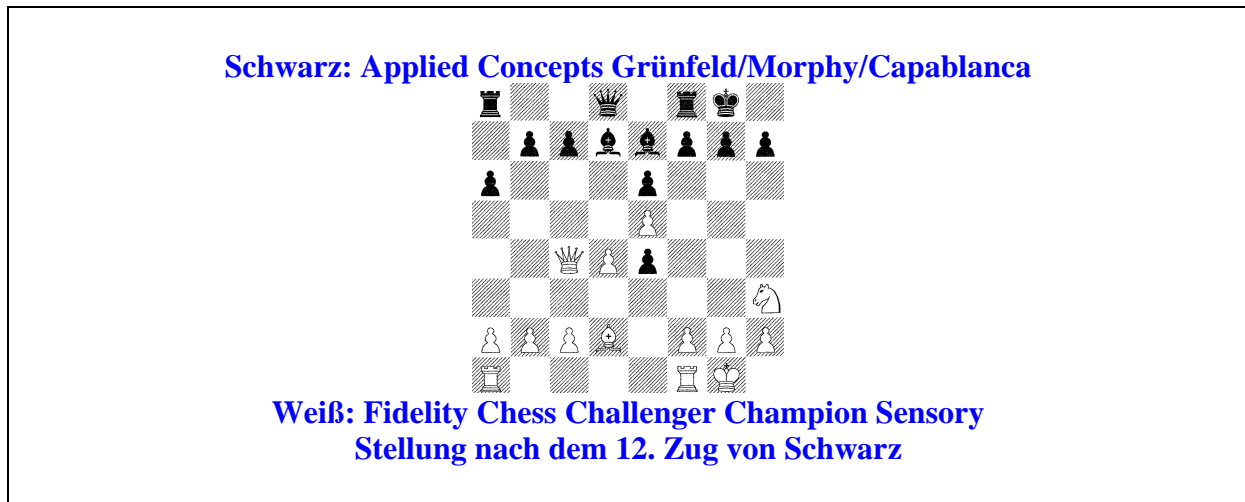 Schwarz: Applied Concepts Grünfeld/Morphy/Capablanca
Weiß: Fidelity Chess Challenger Champion Sensory
Stellung nach dem 12. Zug von Schwarz